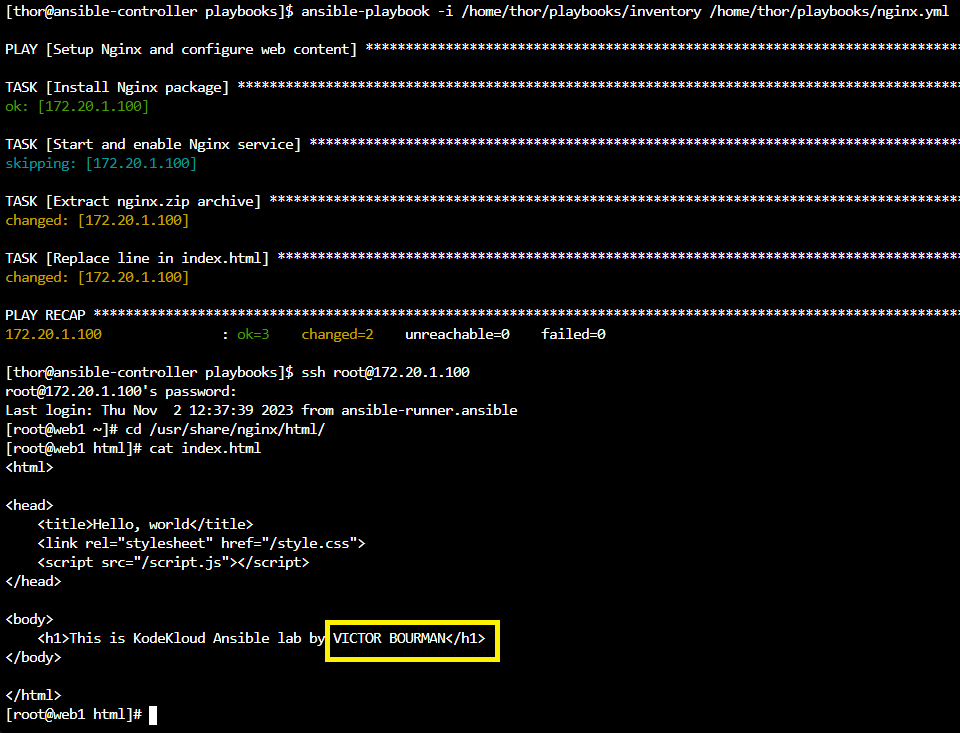 [thor@ansible-controller playbooks]$ ansible-playbook -i /home/thor/playbooks/inventory /home/thor/playbooks/nginx.yml
PLAY [Setup Nginx and configure web content] **************************************************************************
TASK [Install Nginx package] ******************************************************************************************
ok: [172.20.1.100]
TASK [Start and enable Nginx service] *********************************************************************************
skipping: [172.20.1.100]
TASK [Extract nginx.zip archive] **************************************************************************************
changed: [172.20.1.100]
TASK [Replace line in index.html] *************************************************************************************
changed: [172.20.1.100]
PLAY RECAP ************************************************************************************************************
172.20.1.100               : ok=3    changed=2    unreachable=0    failed=0
[thor@ansible-controller playbooks]$ ssh root@172.20.1.100
root@172.20.1.100's password:
Last login: Thu Nov  2 12:37:39 2023 from ansible-runner.ansible
[root@web1 ~]# cd /usr/share/nginx/html/
[root@web1 html]# cat index.html
<html>
<head>
    <title>Hello, world</title>
    <link rel="stylesheet" href="/style.css">
    <script src="/script.js"></script>
</head>
<body>
    <h1>This is KodeKloud Ansible lab by VICTOR BOURMAN</h1>
</body>
</html>
[root@web1 html]#